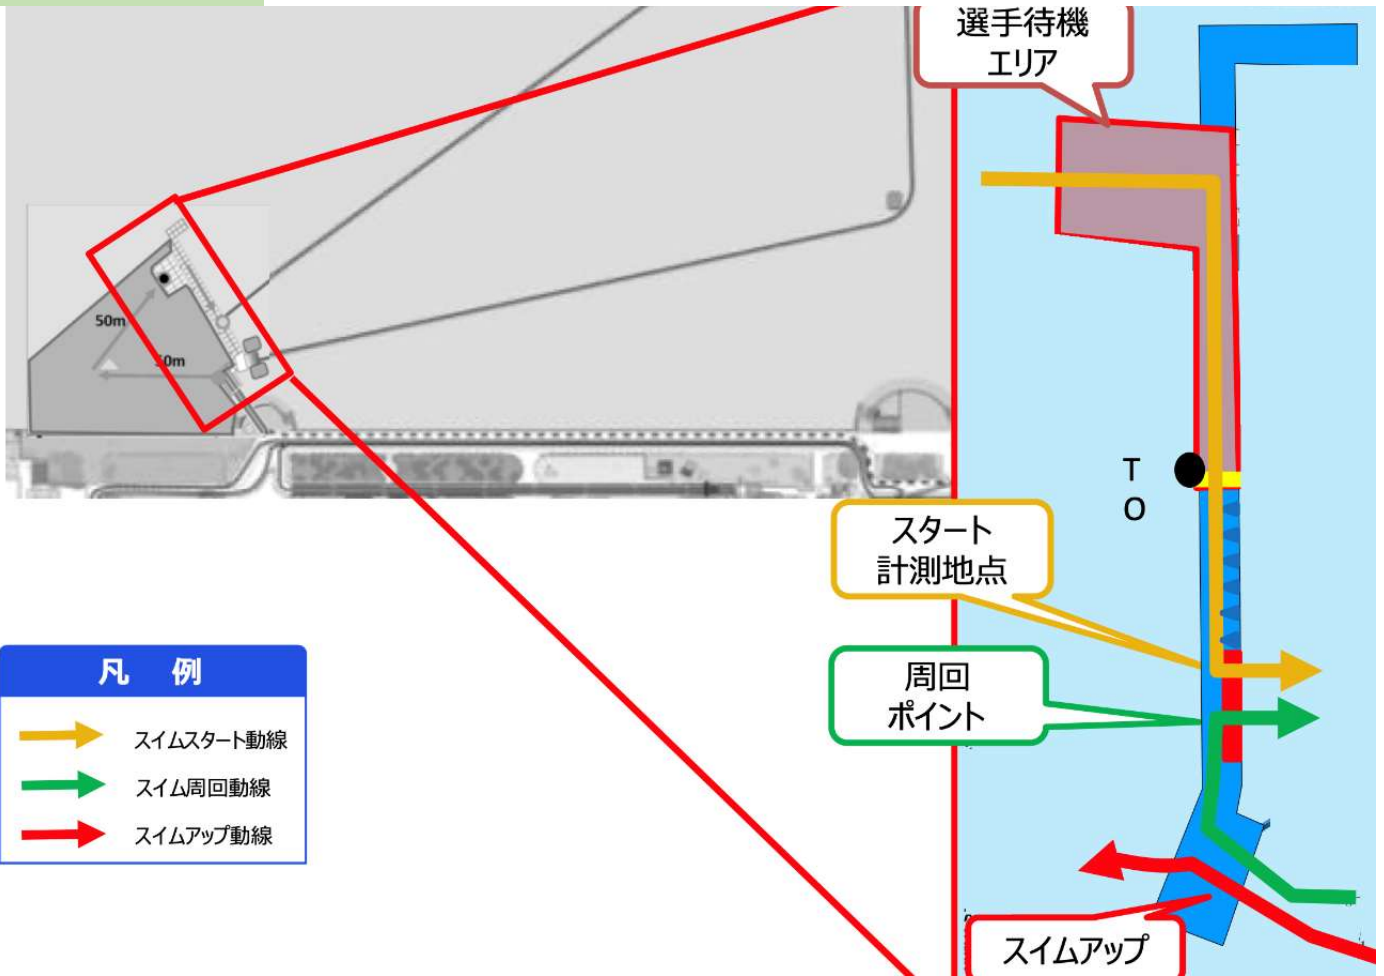 選手待機
エリア
50m
50m
T
O
スタート
計測地点
周回
ポイント
凡 例
スイムスタート動線
スイム周回動線
スイムアップ動線
スイムアップ